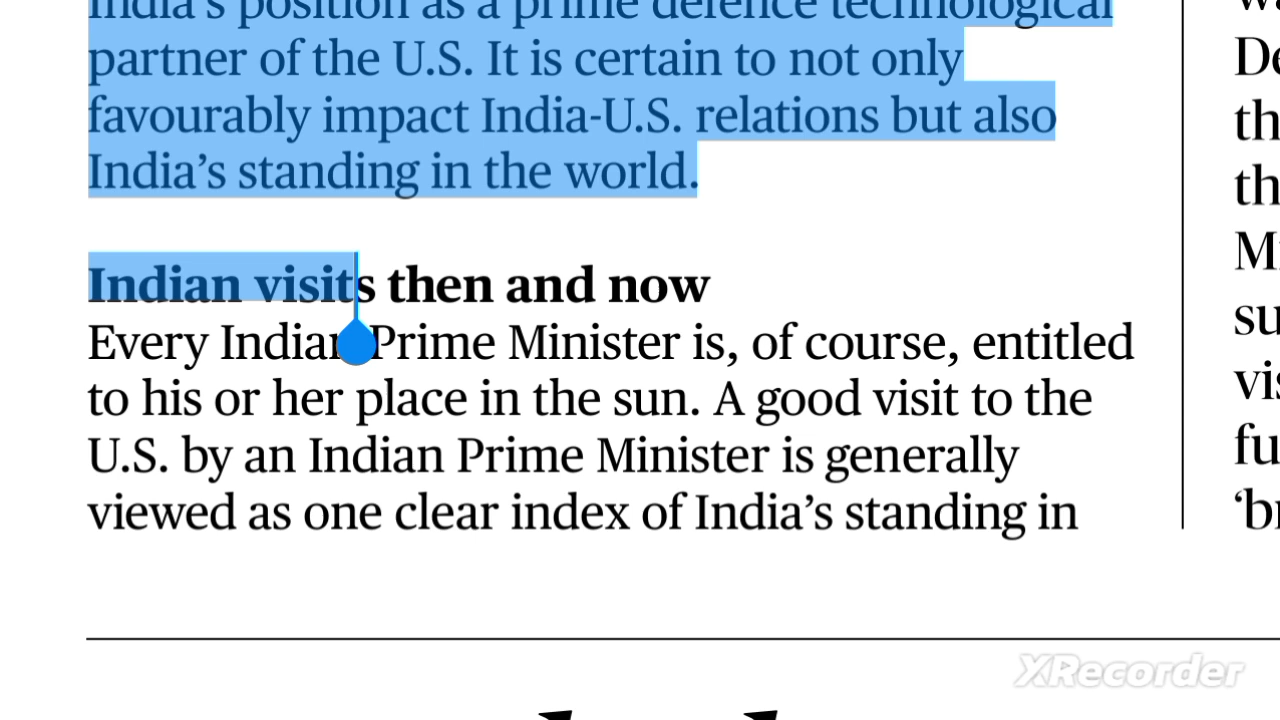 India’s position as a prime defence technological
partner of the U.S. It is certain to not only
favourably impact India-U.S. relations but also
India’s standing in the world.
Indian visits then and now
Every Indian Prime Minister is, of course, entitled
to his or her place in the sun. A good visit to the
U.S. by an Indian Prime Minister is generally
viewed as one clear index of India’s standing in
XRecorder